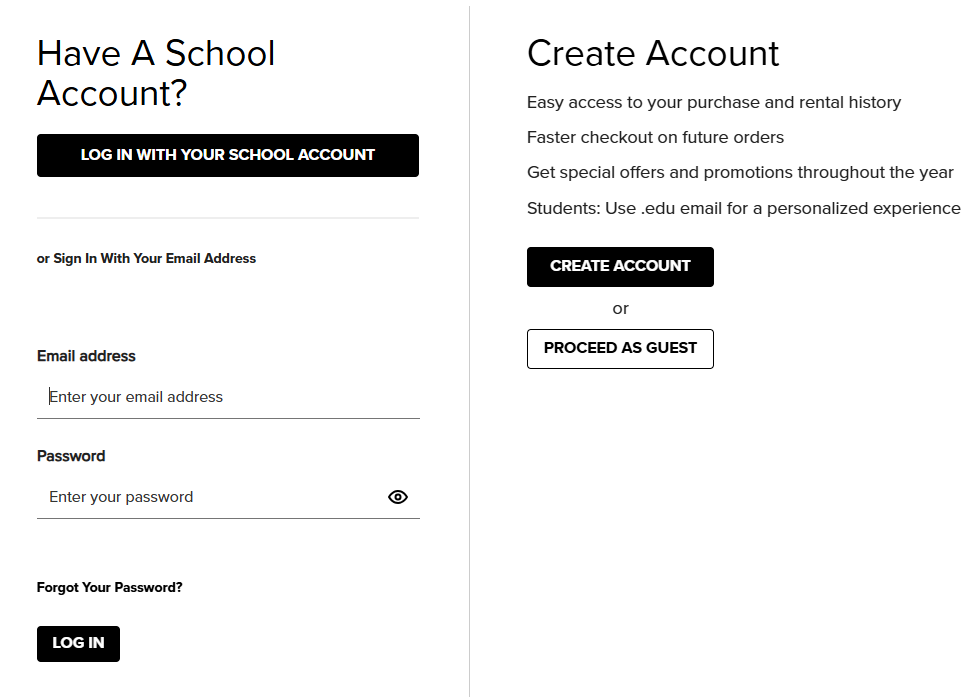 Have A School
Account?
LOG IN WITH YOUR SCHOOL ACCOUNT
or Sign In With Your Email Address
Email address
Enter your email address
Password
Enter your password
Forgot Your Password?
LOG IN
Create Account
Easy access to your purchase and rental history
Faster checkout on future orders
Get special offers and promotions throughout the year
Students: Use .edu email for a personalized experience
CREATE ACCOUNT
or
PROCEED AS GUEST